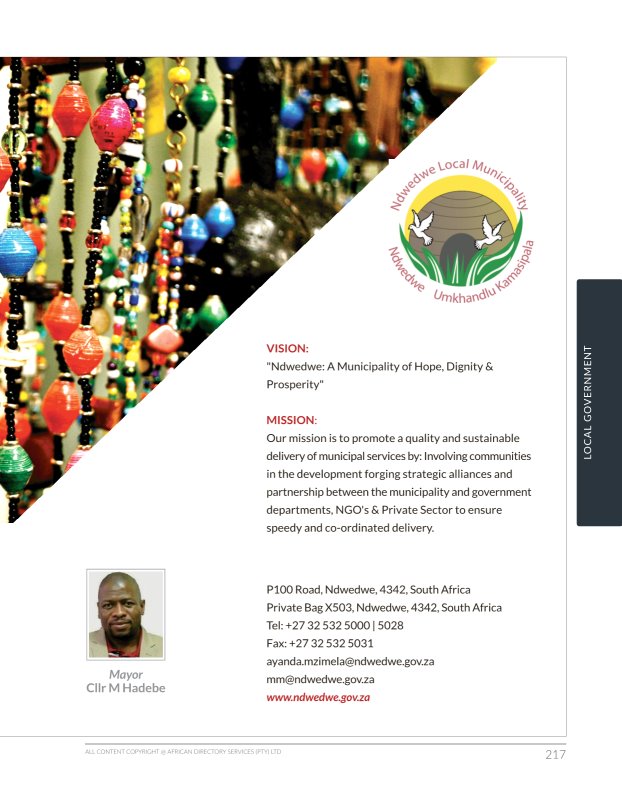 Ndwedwe Local Municipality
Ndwedwe Umkhandlu Kamasipala
VISION:
"Ndwedwe: A Municipality of Hope, Dignity &
Prosperity"
MISSION:
Our mission is to promote a quality and sustainable
delivery of municipal services by: Involving communities
in the development forging strategic alliances and
partnership between the municipality and government
departments, NGO's & Private Sector to ensure
speedy and co-ordinated delivery.
LOCAL GOVERNMENT
P100 Road, Ndwedwe, 4342, South Africa
Private Bag X503, Ndwedwe, 4342, South Africa
Tel: +27 32 532 5000 | 5028
Fax: +27 32 532 5031
ayanda.mzimela@ndwedwe.gov.za
mm@ndwedwe.gov.za
www.ndwedwe.gov.za
Mayor
Cllr M Hadebe
ALL CONTENT COPYRIGHT @ AFRICAN DIRECTORY SERVICES (PTY) LTD
217